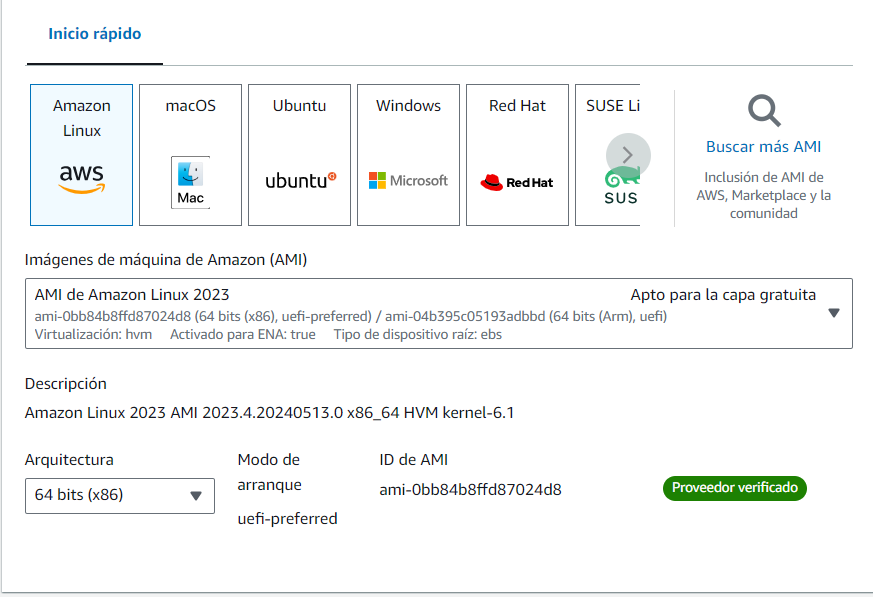 Inicio rápido
Amazon
Linux
aws
macOS
Mac
Ubuntu
ubuntu
Windows
Microsoft
Red Hat
Red Hat
SUSE Li
SUS
Buscar más AMI
Inclusión de AMI de
AWS, Marketplace y la
comunidad
Imágenes de máquina de Amazon (AMI)
AMI de Amazon Linux 2023
Apto para la capa gratuita
ami-0bb84b8ffd87024d8 (64 bits (x86), uefi-preferred) / ami-04b395c05193adbbd (64 bits (Arm), uefi)
Virtualización: hvm Activado para ENA: true Tipo de dispositivo raíz: ebs
Descripción
Amazon Linux 2023 AMI 2023.4.20240513.0 x86_64 HVM kernel-6.1
Arquitectura
64 bits (x86)
Modo de
arranque
uefi-preferred
ID de AMI
ami-0bb84b8ffd87024d8
Proveedor verificado